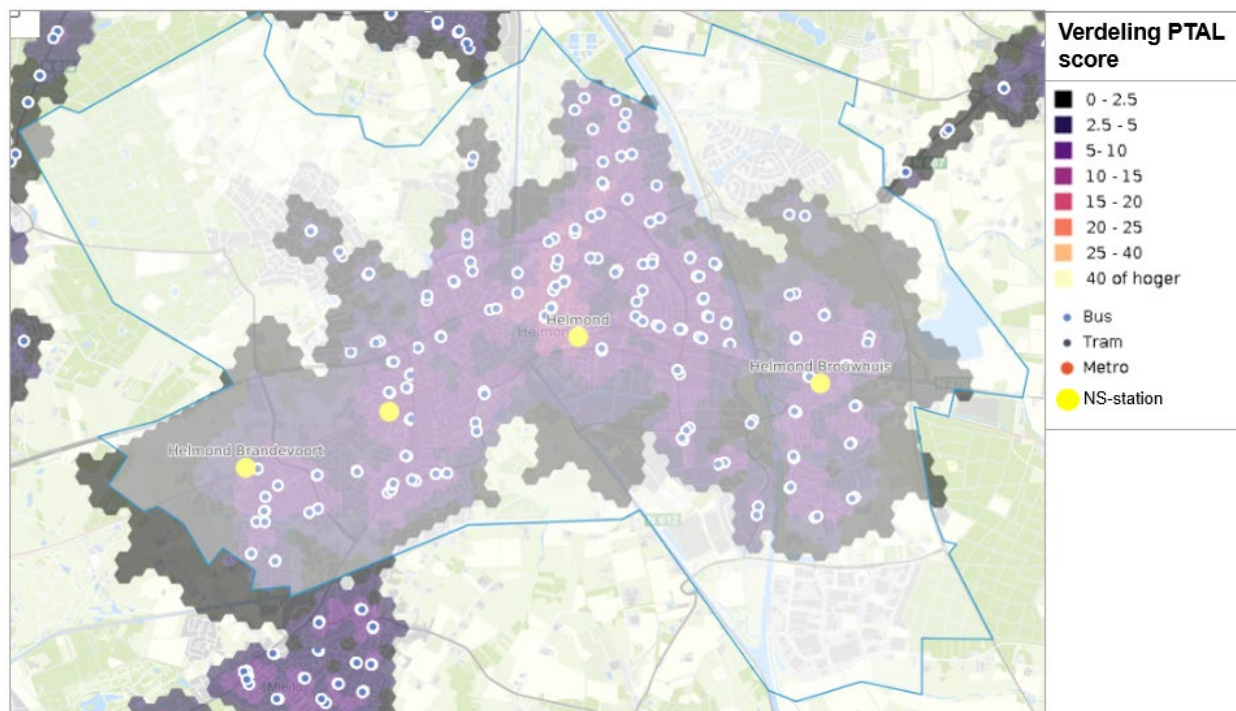 Verdeling PTAL
score
0 - 2.5
2.5 - 5
5- 10
10 - 15
15 - 20
20 - 25
25 - 40
40 of hoger
Bus
Tram
Metro
NS-station
Helmond
Helmond Brouwhuis
Helmond Brandevoort
N 612